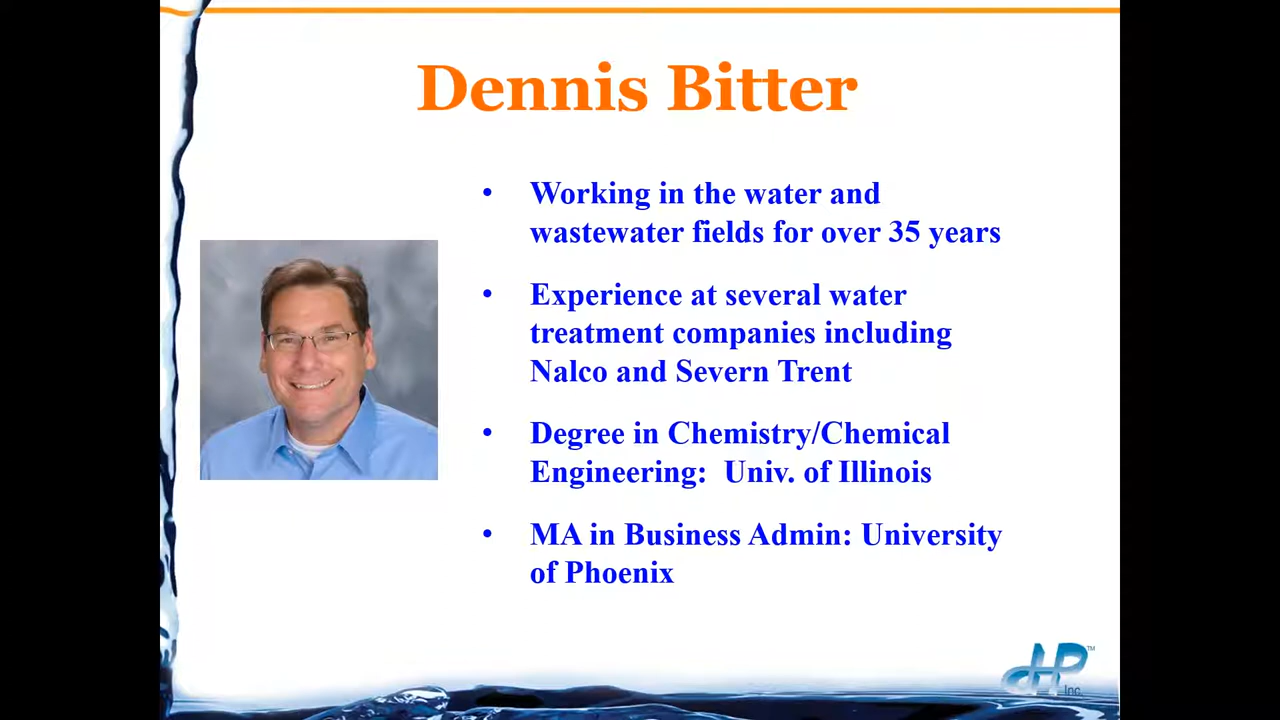 Dennis Bitter
• Working in the water and
wastewater fields for over 35 years
• Experience at several water
treatment companies including
Nalco and Severn Trent
• Degree in Chemistry/Chemical
Engineering: Univ. of Illinois
• MA in Business Admin: University
of Phoenix
Inc.